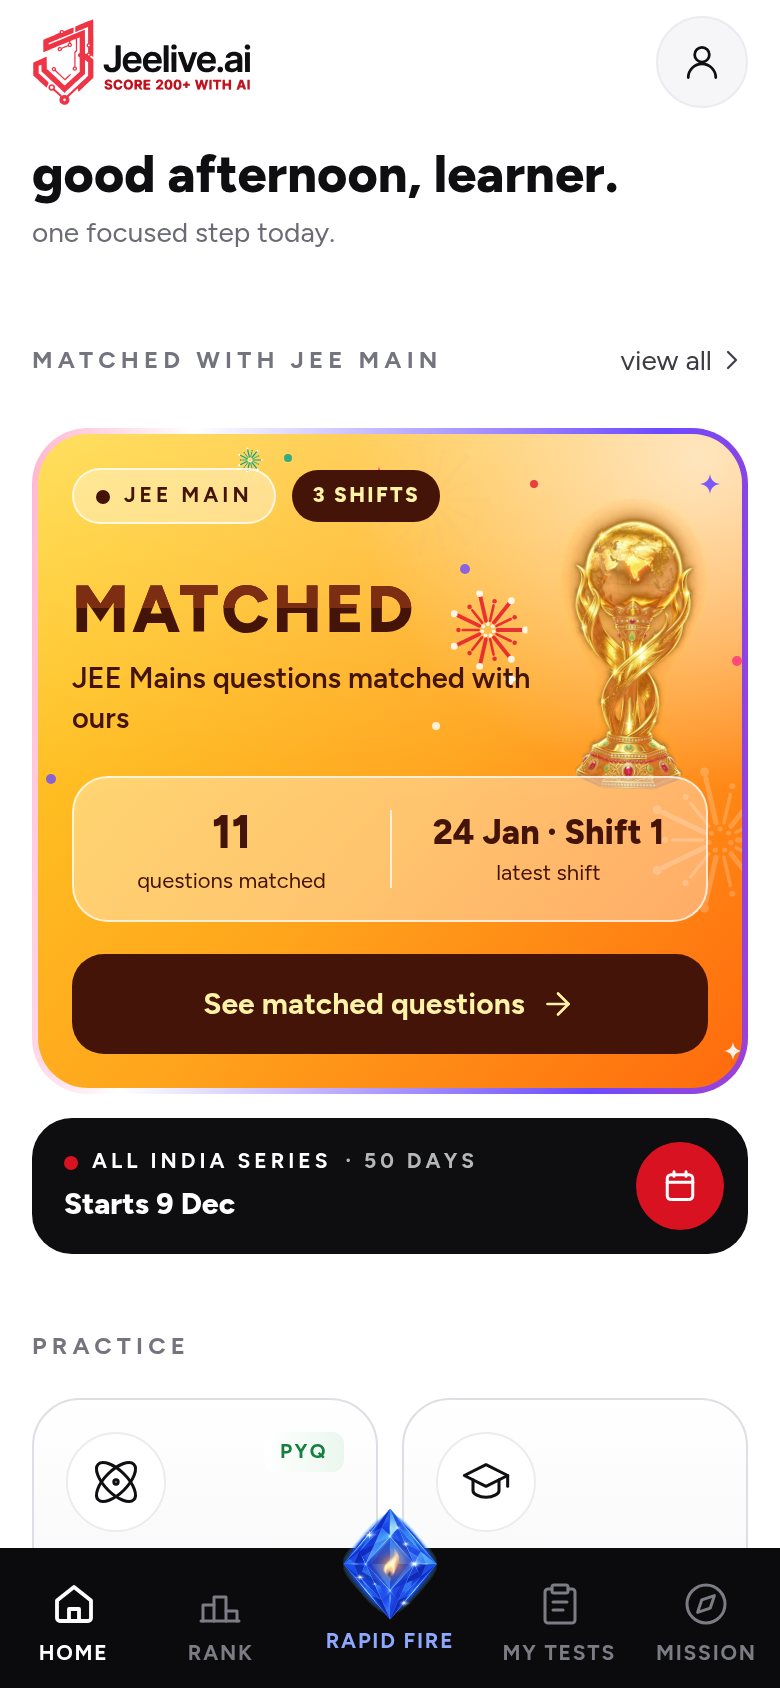 Jeelive.ai
SCORE 200+ WITH AI
good afternoon, learner.
one focused step today.
MATCHED WITH JEE MAIN
view all
JEE MAIN
3 SHIFTS
MATCHED
JEE Mains questions matched with
ours
11
questions matched
24 Jan · Shift 1
latest shift
See matched questions
ALL INDIA SERIES · 50 DAYS
Starts 9 Dec
PRACTICE
PYQ
HOME
RANK
RAPID FIRE
MY TESTS
MISSION